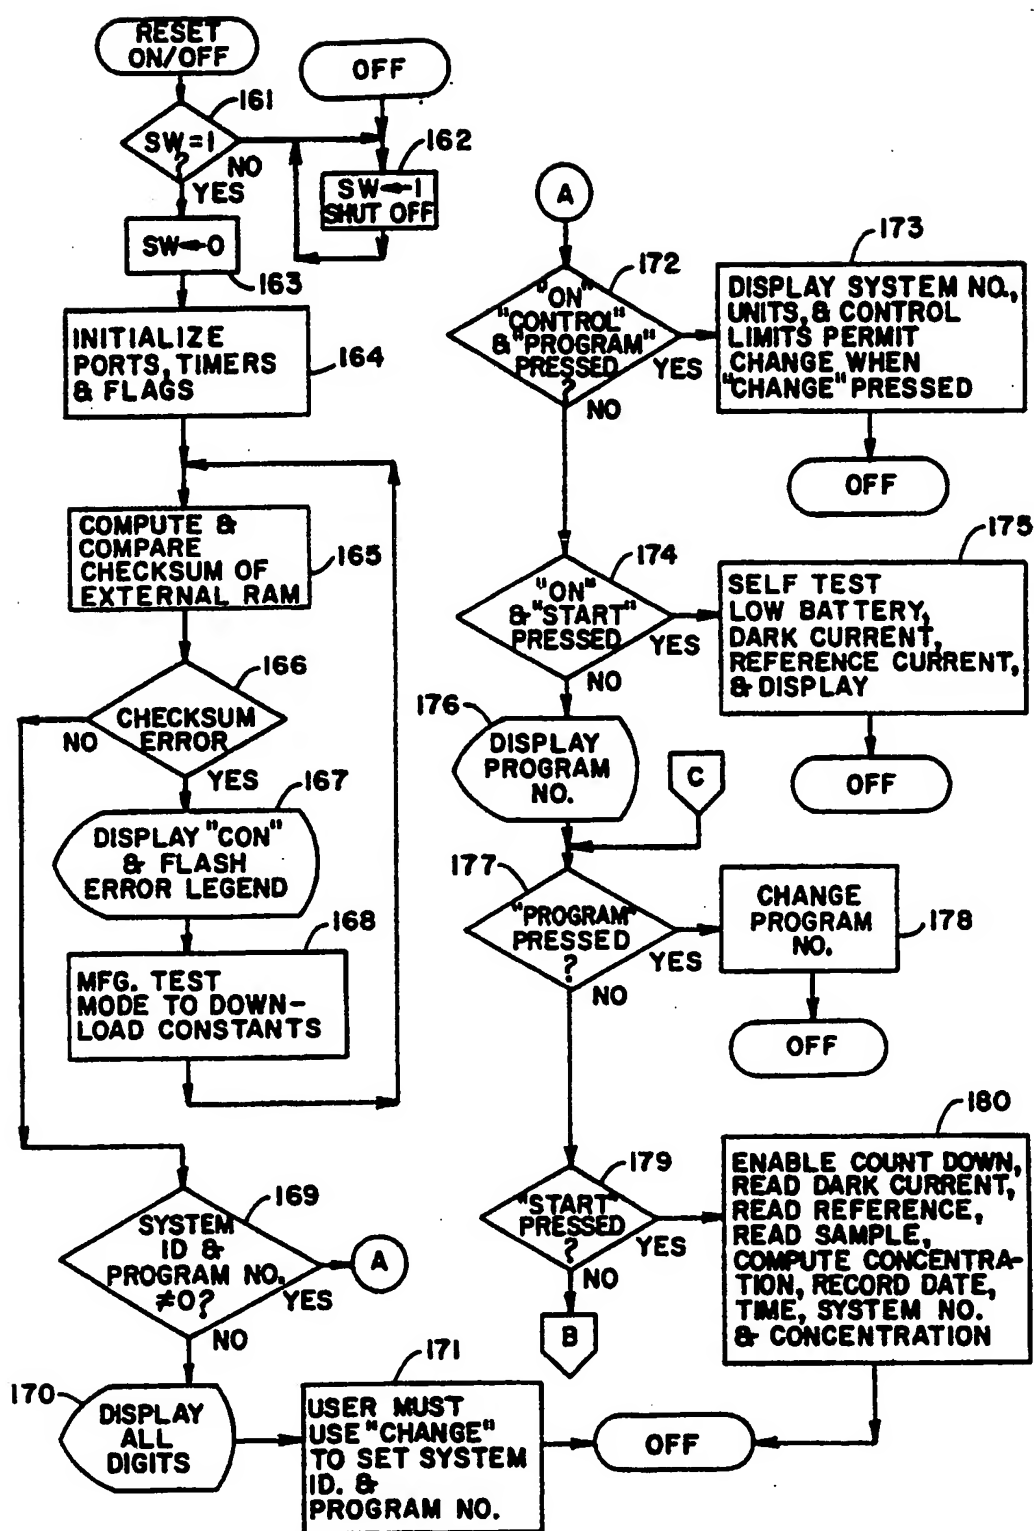 RESET
ON/OFF
OFF
161
SW=1
?
NO
YES
162
SW←1
SHUT OFF
SW←0
163
INITIALIZE
PORTS, TIMERS
& FLAGS
164
COMPUTE &
COMPARE
CHECKSUM OF
EXTERNAL RAM
165
166
CHECKSUM
ERROR
NO
YES
167
DISPLAY "CON"
& FLASH
ERROR LEGEND
168
MFG. TEST
MODE TO DOWN-
LOAD CONSTANTS
169
SYSTEM
ID &
PROGRAM NO.
≠0?
YES
A
NO
170
DISPLAY
ALL
DIGITS
171
USER MUST
USE "CHANGE"
TO SET SYSTEM
ID. &
PROGRAM NO.
OFF
A
172
"ON"
"CONTROL"
& "PROGRAM"
PRESSED
?
YES
NO
173
DISPLAY SYSTEM NO.,
UNITS, & CONTROL
LIMITS PERMIT
CHANGE WHEN
"CHANGE" PRESSED
OFF
174
"ON"
& "START"
PRESSED
YES
NO
175
SELF TEST
LOW BATTERY,
DARK CURRENT,
REFERENCE CURRENT,
& DISPLAY
OFF
176
DISPLAY
PROGRAM
NO.
C
177
"PROGRAM"
PRESSED
?
YES
NO
CHANGE
PROGRAM
NO.
178
OFF
179
"START"
PRESSED
?
YES
NO
B
180
ENABLE COUNT DOWN,
READ DARK CURRENT,
READ REFERENCE,
READ SAMPLE,
COMPUTE CONCENTRA-
TION, RECORD DATE,
TIME, SYSTEM NO.
& CONCENTRATION